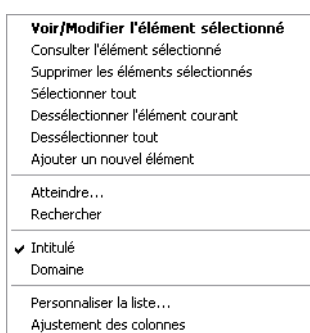 Voir/Modifier l'élément sélectionné
Consulter l'élément sélectionné
Supprimer les éléments sélectionnés
Sélectionner tout
Dessélectionner l'élément courant
Dessélectionner tout
Ajouter un nouvel élément
Atteindre...
Rechercher
Intitulé
Domaine
Personnaliser la liste...
Ajustement des colonnes